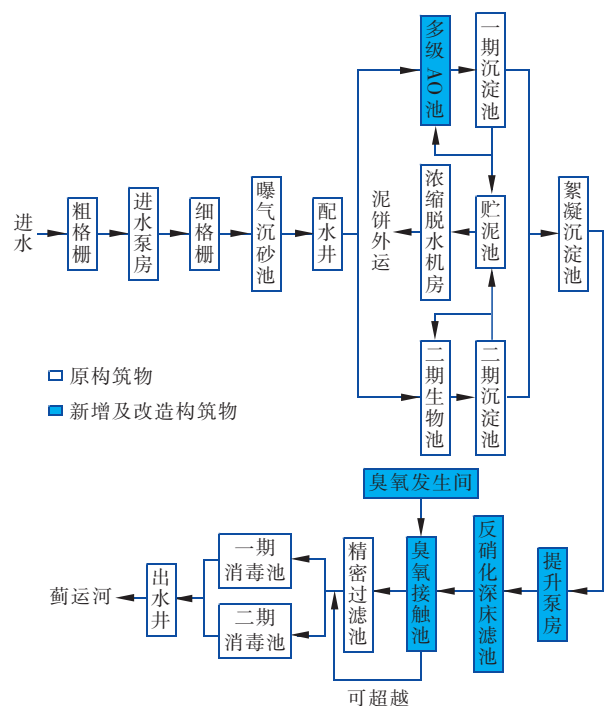 进水
粗格栅
进水泵房
细格栅
曝气沉砂池
配水井
多级AO池
一期沉淀池
泥饼外运
浓缩脱水机房
贮泥池
絮凝沉淀池
二期生物池
二期沉淀池
原构筑物
新增及改造构筑物
臭氧发生间
提升泵房
反硝化深床滤池
臭氧接触池
精密过滤池
一期
消毒池
二期
消毒池
出水井
蓟运河
可超越